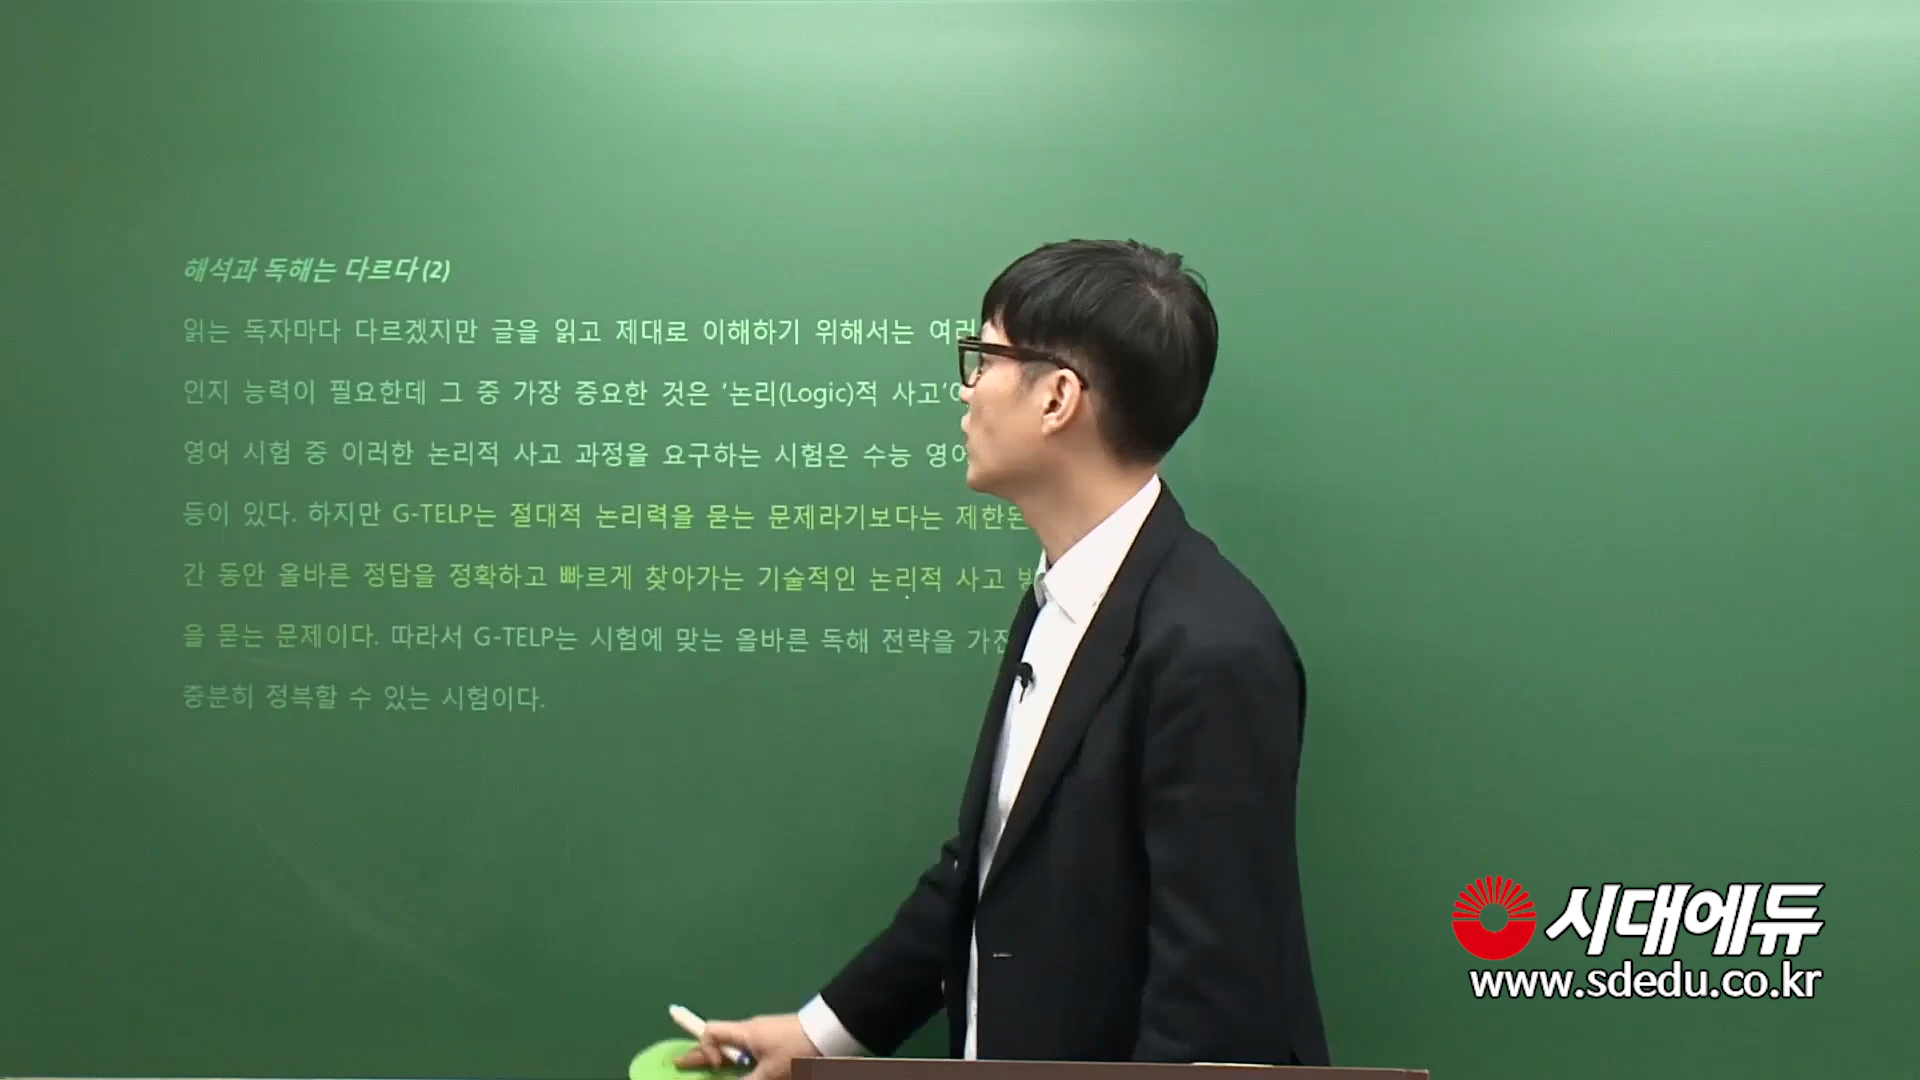 해석과 독해는 다르다 (2)
읽는 독자마다 다르겠지만 글을 읽고 제대로 이해하기 위해서는 여러
인지 능력이 필요한데 그 중 가장 중요한 것은 '논리(Logic)적 사고'
영어 시험 중 이러한 논리적 사고 과정을 요구하는 시험은 수능 영어
등이 있다. 하지만 G-TELP는 절대적 논리력을 묻는 문제라기보다는 제한된
간 동안 올바른 정답을 정확하고 빠르게 찾아가는 기술적인 논리적 사고
을 묻는 문제이다. 따라서 G-TELP는 시험에 맞는 올바른 독해 전략을
중분히 정복할 수 있는 시험이다.
시대에듀
www.sdedu.co.kr